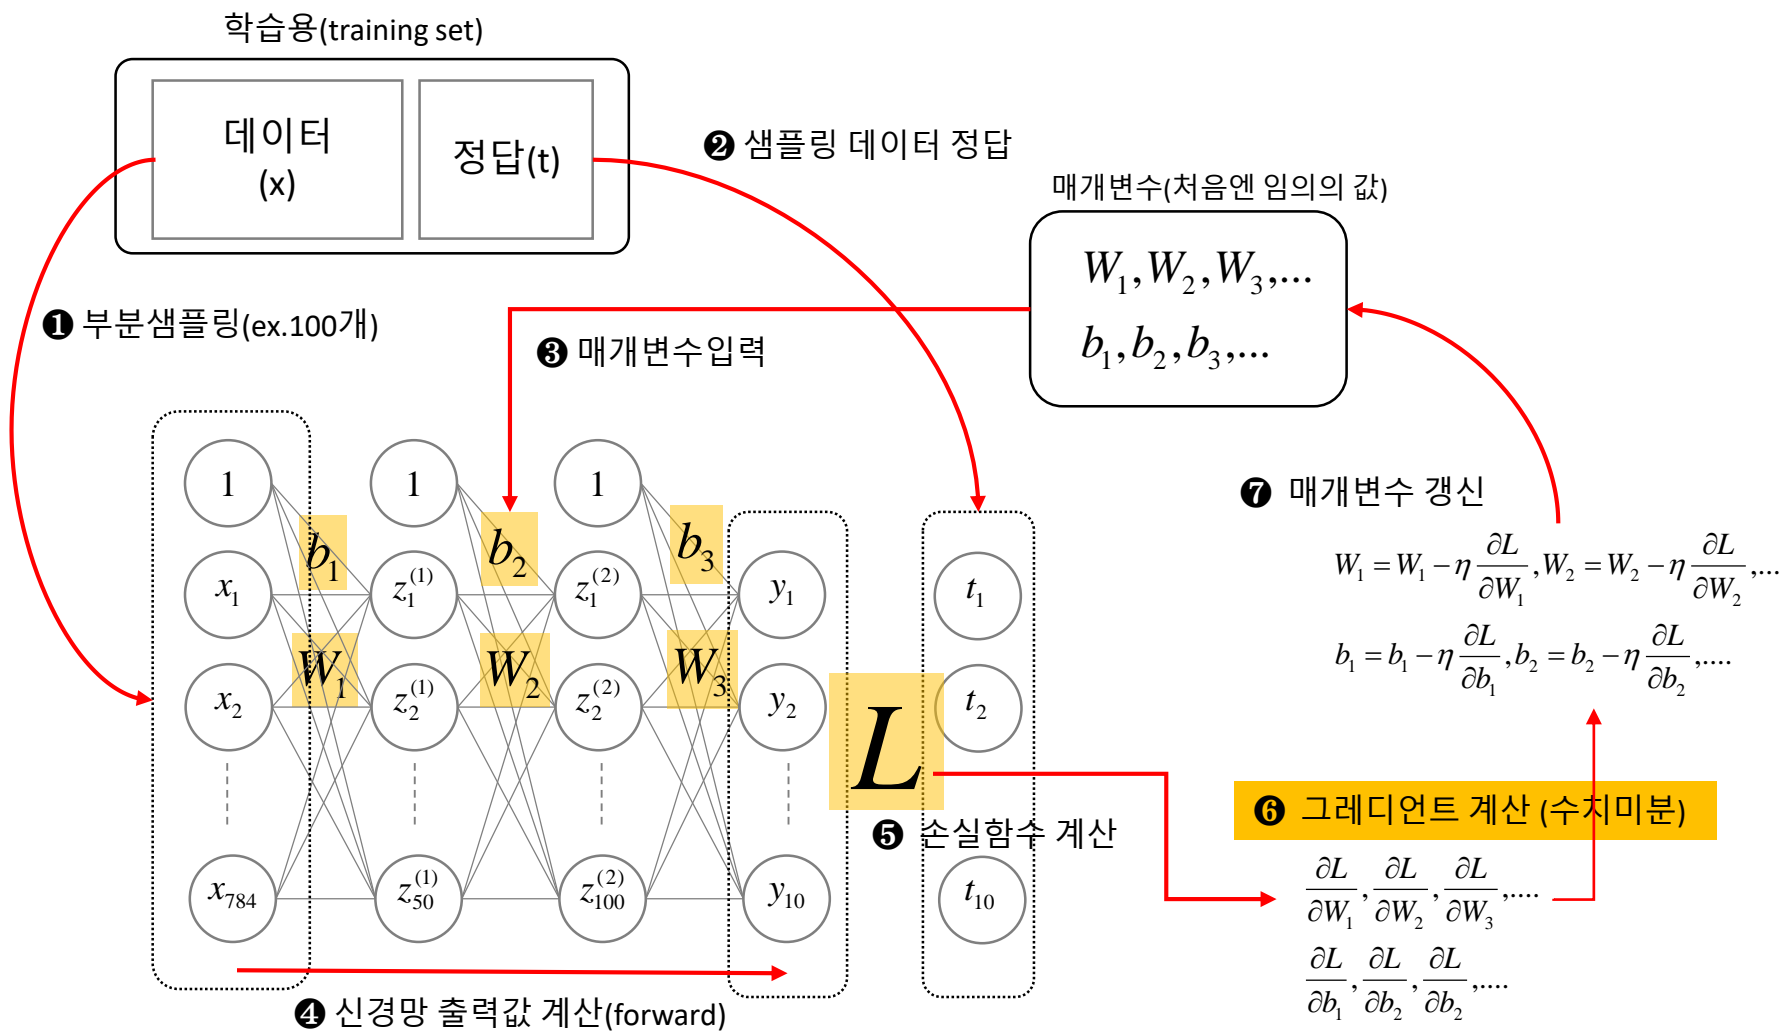 학습용(training set)
데이터
(x)
정답(t)
❷ 샘플링 데이터 정답
매개변수(처음엔 임의의 값)
W₁,W₂,W₃,...
b₁,b₂,b₃,...
❶ 부분샘플링(ex.100개)
❸ 매개변수입력
1 1 1
b₁ b₂ b₃
x₁ z₁⁽¹⁾ z₁⁽²⁾ y₁ t₁
W₁ W₂ W₃
x₂ z₂⁽¹⁾ z₂⁽²⁾ y₂ t₂
L
❺ 손실함수 계산
x₇₈₄ z₅₀⁽¹⁾ z₁₀₀⁽²⁾ y₁₀ t₁₀
❹ 신경망 출력값 계산(forward)
❼ 매개변수 갱신
W₁ = W₁ − η ∂L/∂W₁, W₂ = W₂ − η ∂L/∂W₂,...
b₁ = b₁ − η ∂L/∂b₁, b₂ = b₂ − η ∂L/∂b₂,....
❻ 그레디언트 계산 (수치미분)
∂L/∂W₁, ∂L/∂W₂, ∂L/∂W₃,....
∂L/∂b₁, ∂L/∂b₂, ∂L/∂b₂,....